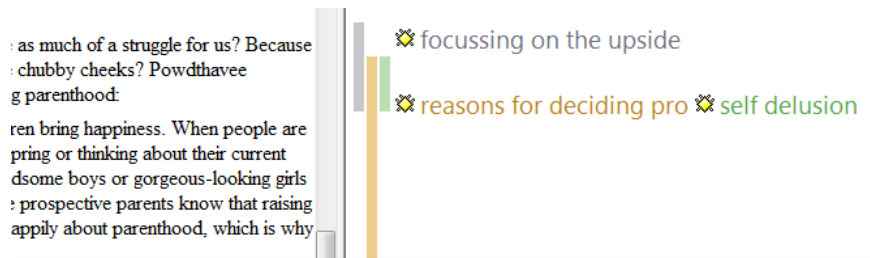 as much of a struggle for us? Because
chubby cheeks? Powdthavee
g parenthood:
ren bring happiness. When people are
pring or thinking about their current
dsome boys or gorgeous-looking girls
prospective parents know that raising
appily about parenthood, which is why
focussing on the upside
reasons for deciding pro self delusion